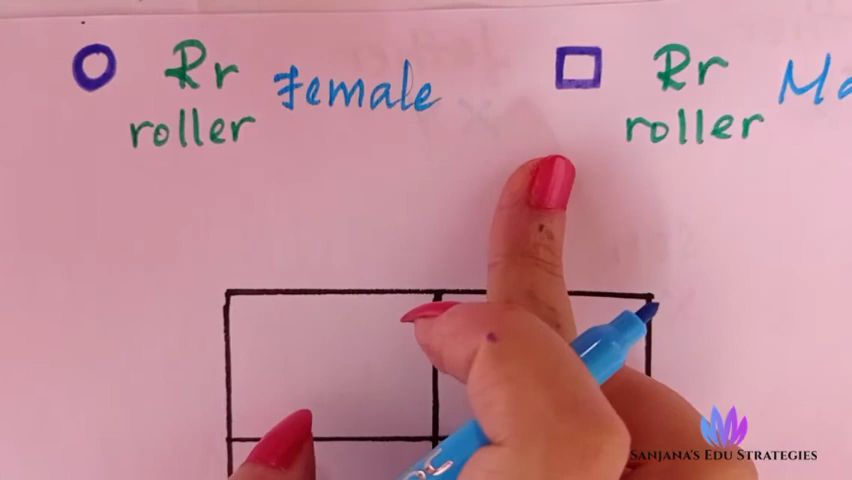 Rr Female
roller
Rr
roller
SANJANA'S EDU STRATEGIES